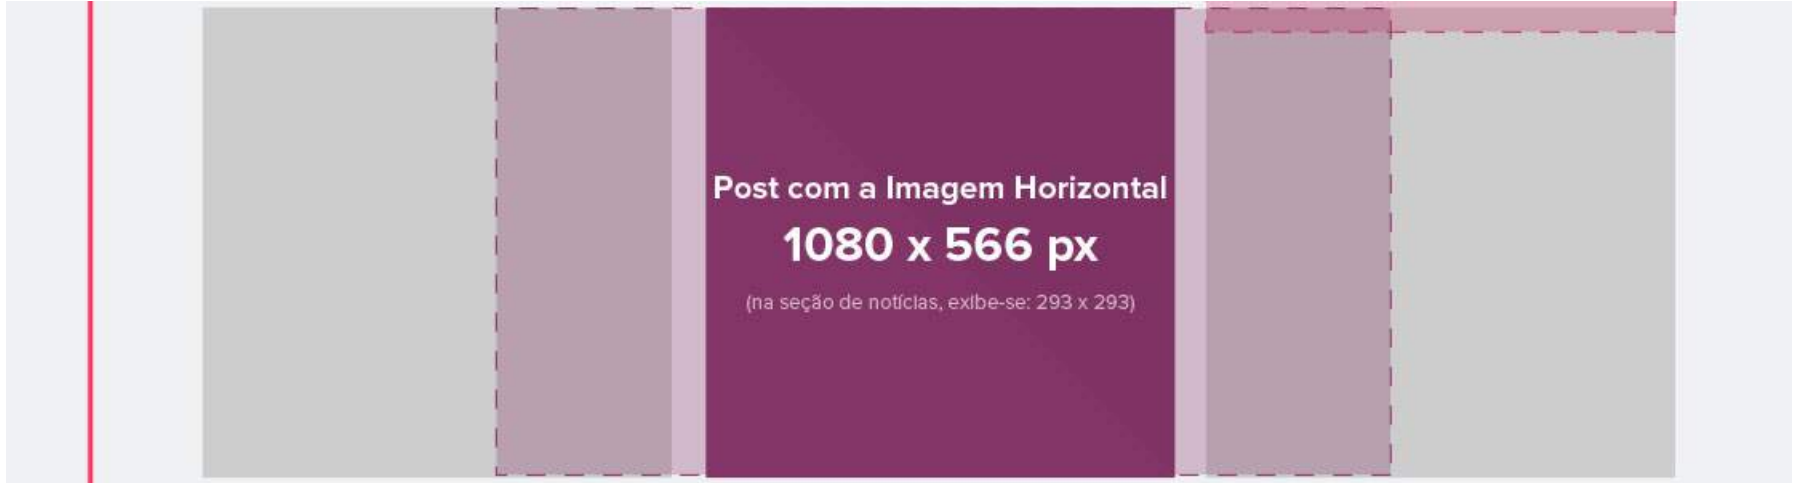 Post com a Imagem Horizontal
1080 x 566 px
(na seção de notícias, exibe-se: 293 x 293)